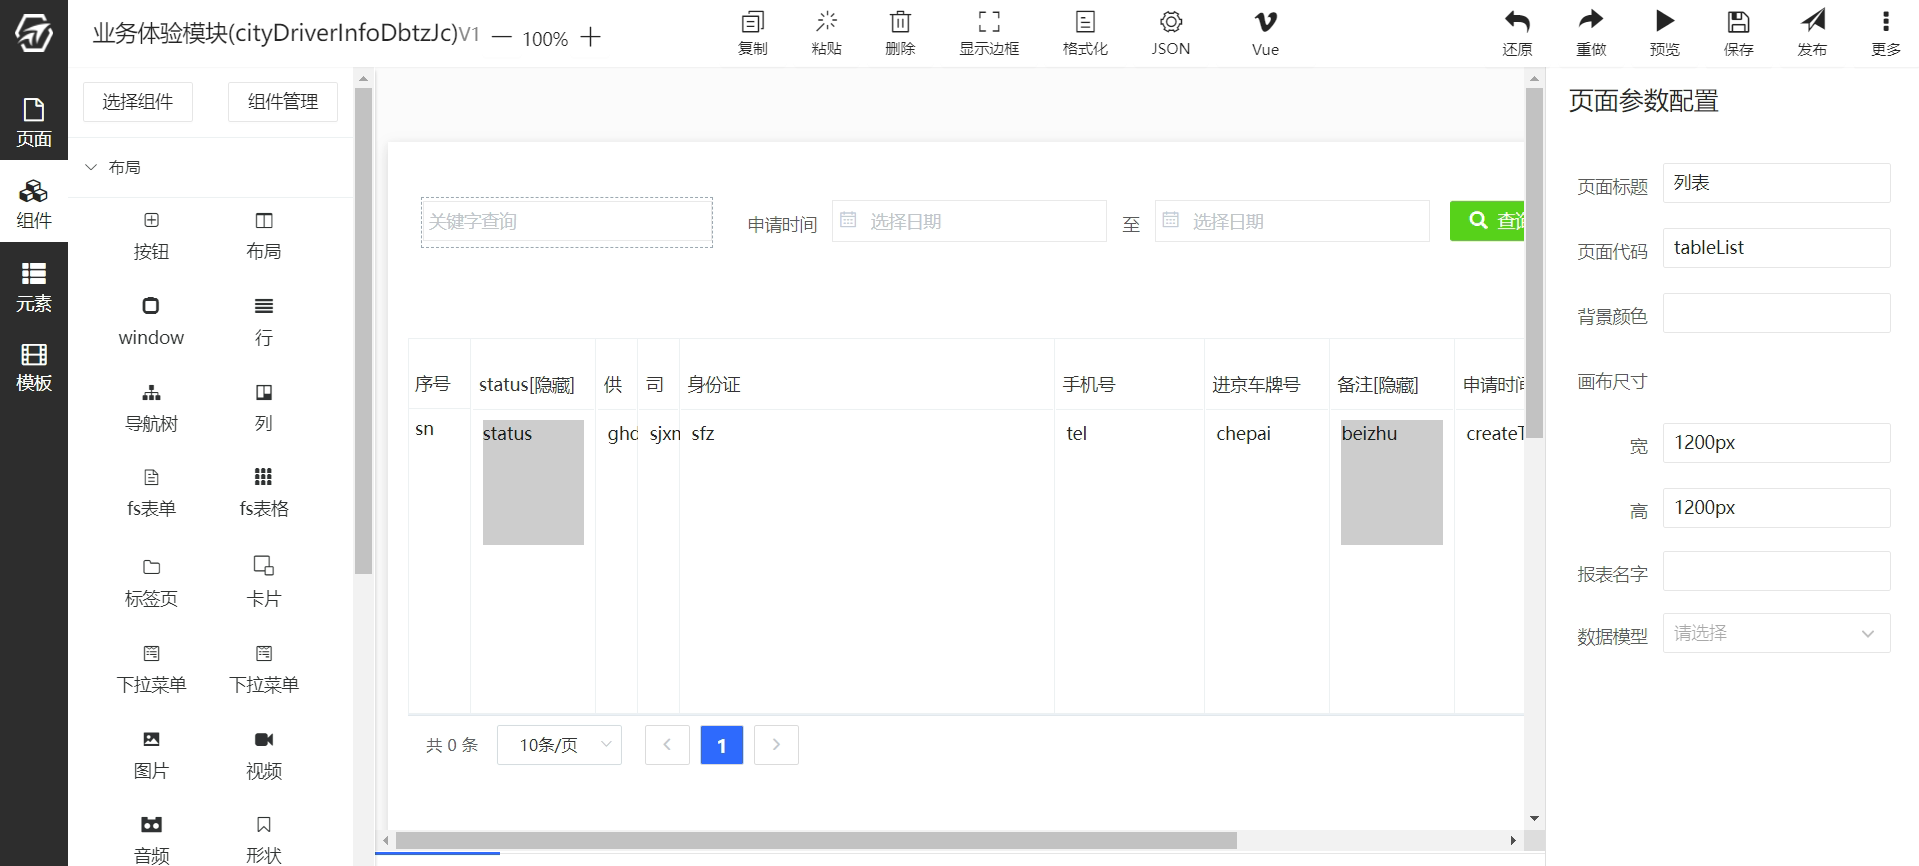 业务体验模块(cityDriverInfoDbtzJc)V1 — 100% +
复制 粘贴 删除 显示边框 格式化 JSON Vue 还原 重做 预览 保存 发布 更多
页面
组件
元素
模板
选择组件 组件管理
布局
按钮 布局
window 行
导航树 列
fs表单 fs表格
标签页 卡片
下拉菜单 下拉菜单
图片 视频
音频 形状
关键字查询 申请时间 选择日期 至 选择日期 查询
序号 status[隐藏] 供 司 身份证 手机号 进京车牌号 备注[隐藏] 申请时间
sn status ghd sjxn sfz tel chepai beizhu createT
共 0 条 10条/页 1
页面参数配置
页面标题 列表
页面代码 tableList
背景颜色
画布尺寸
宽 1200px
高 1200px
报表名字
数据模型 请选择